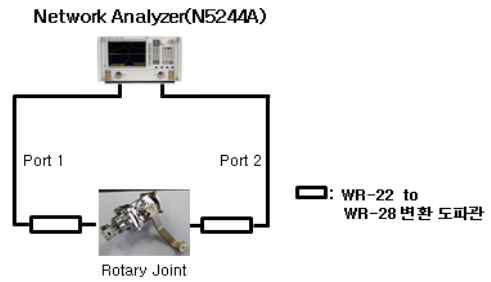 Network Analyzer(N5244A)
Port 1
Port 2
: WR-22 to
WR-28 변환 도파관
Rotary Joint